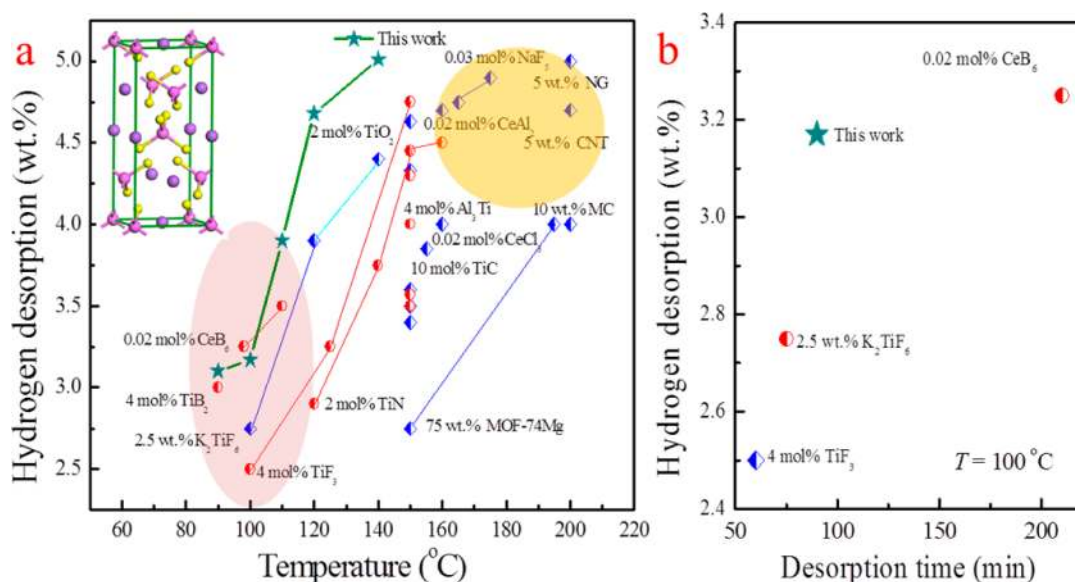 a
This work
0.03 mol% NaF₅
5 wt.% NG
0.02 mol% CeAl₂
2 mol% TiO₂
5 wt.% CNT
4 mol% Al₃Ti
10 wt.% MC
0.02 mol% CeCl₃
10 mol% TiC
0.02 mol% CeB₆
4 mol% TiB₂
2 mol% TiN
2.5 wt.% K₂TiF₆
75 wt.% MOF-74Mg
4 mol% TiF₃
Hydrogen desorption (wt.%)
5.0
4.5
4.0
3.5
3.0
2.5
60
80
100
120
140
160
180
200
220
Temperature (°C)
b
0.02 mol% CeB₆
This work
2.5 wt.% K₂TiF₆
4 mol% TiF₃
T = 100 °C
Hydrogen desorption (wt.%)
3.4
3.2
3.0
2.8
2.6
2.4
50
100
150
200
Desorption time (min)